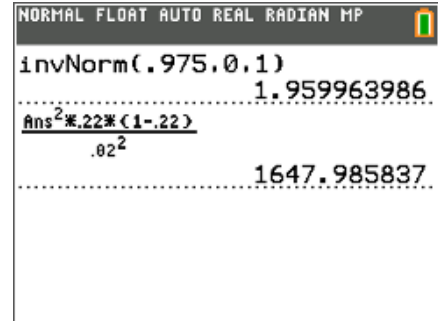 NORMAL FLOAT AUTO REAL RADIAN MP
invNorm(.975,0,1)
1.959963986
Ans²*.22*(1-.22)
.02²
1647.985837